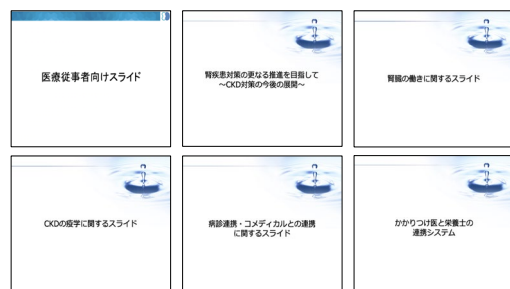 医療従事者向けスライド
腎疾患対策の更なる推進を目指して
～CKD対策の今後の展開～
腎臓の働きに関するスライド
CKDの疫学に関するスライド
病診連携・コメディカルとの連携
に関するスライド
かかりつけ医と栄養士の
連携システム